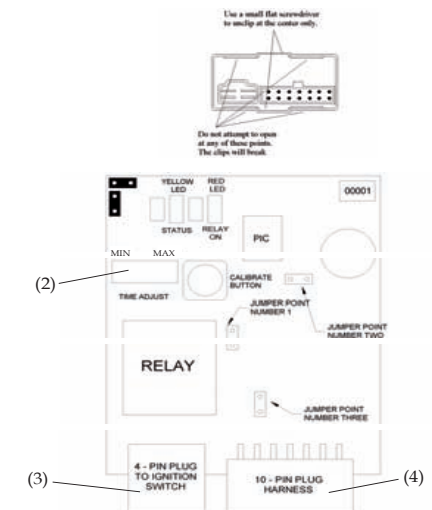 Use a small flat screwdriver
to unclip at the center only.
Do not attempt to open
at any of these points.
The clips will break
YELLOW
LED
RED
LED
00001
STATUS
RELAY
ON
PIC
MIN
MAX
(2)
CALIBRATE
BUTTON
TIME ADJUST
JUMPER POINT
NUMBER 1
JUMPER POINT
NUMBER TWO
RELAY
JUMPER POINT
NUMBER THREE
(3)
4 - PIN PLUG
TO IGNITION
SWITCH
10 - PIN PLUG
HARNESS
(4)